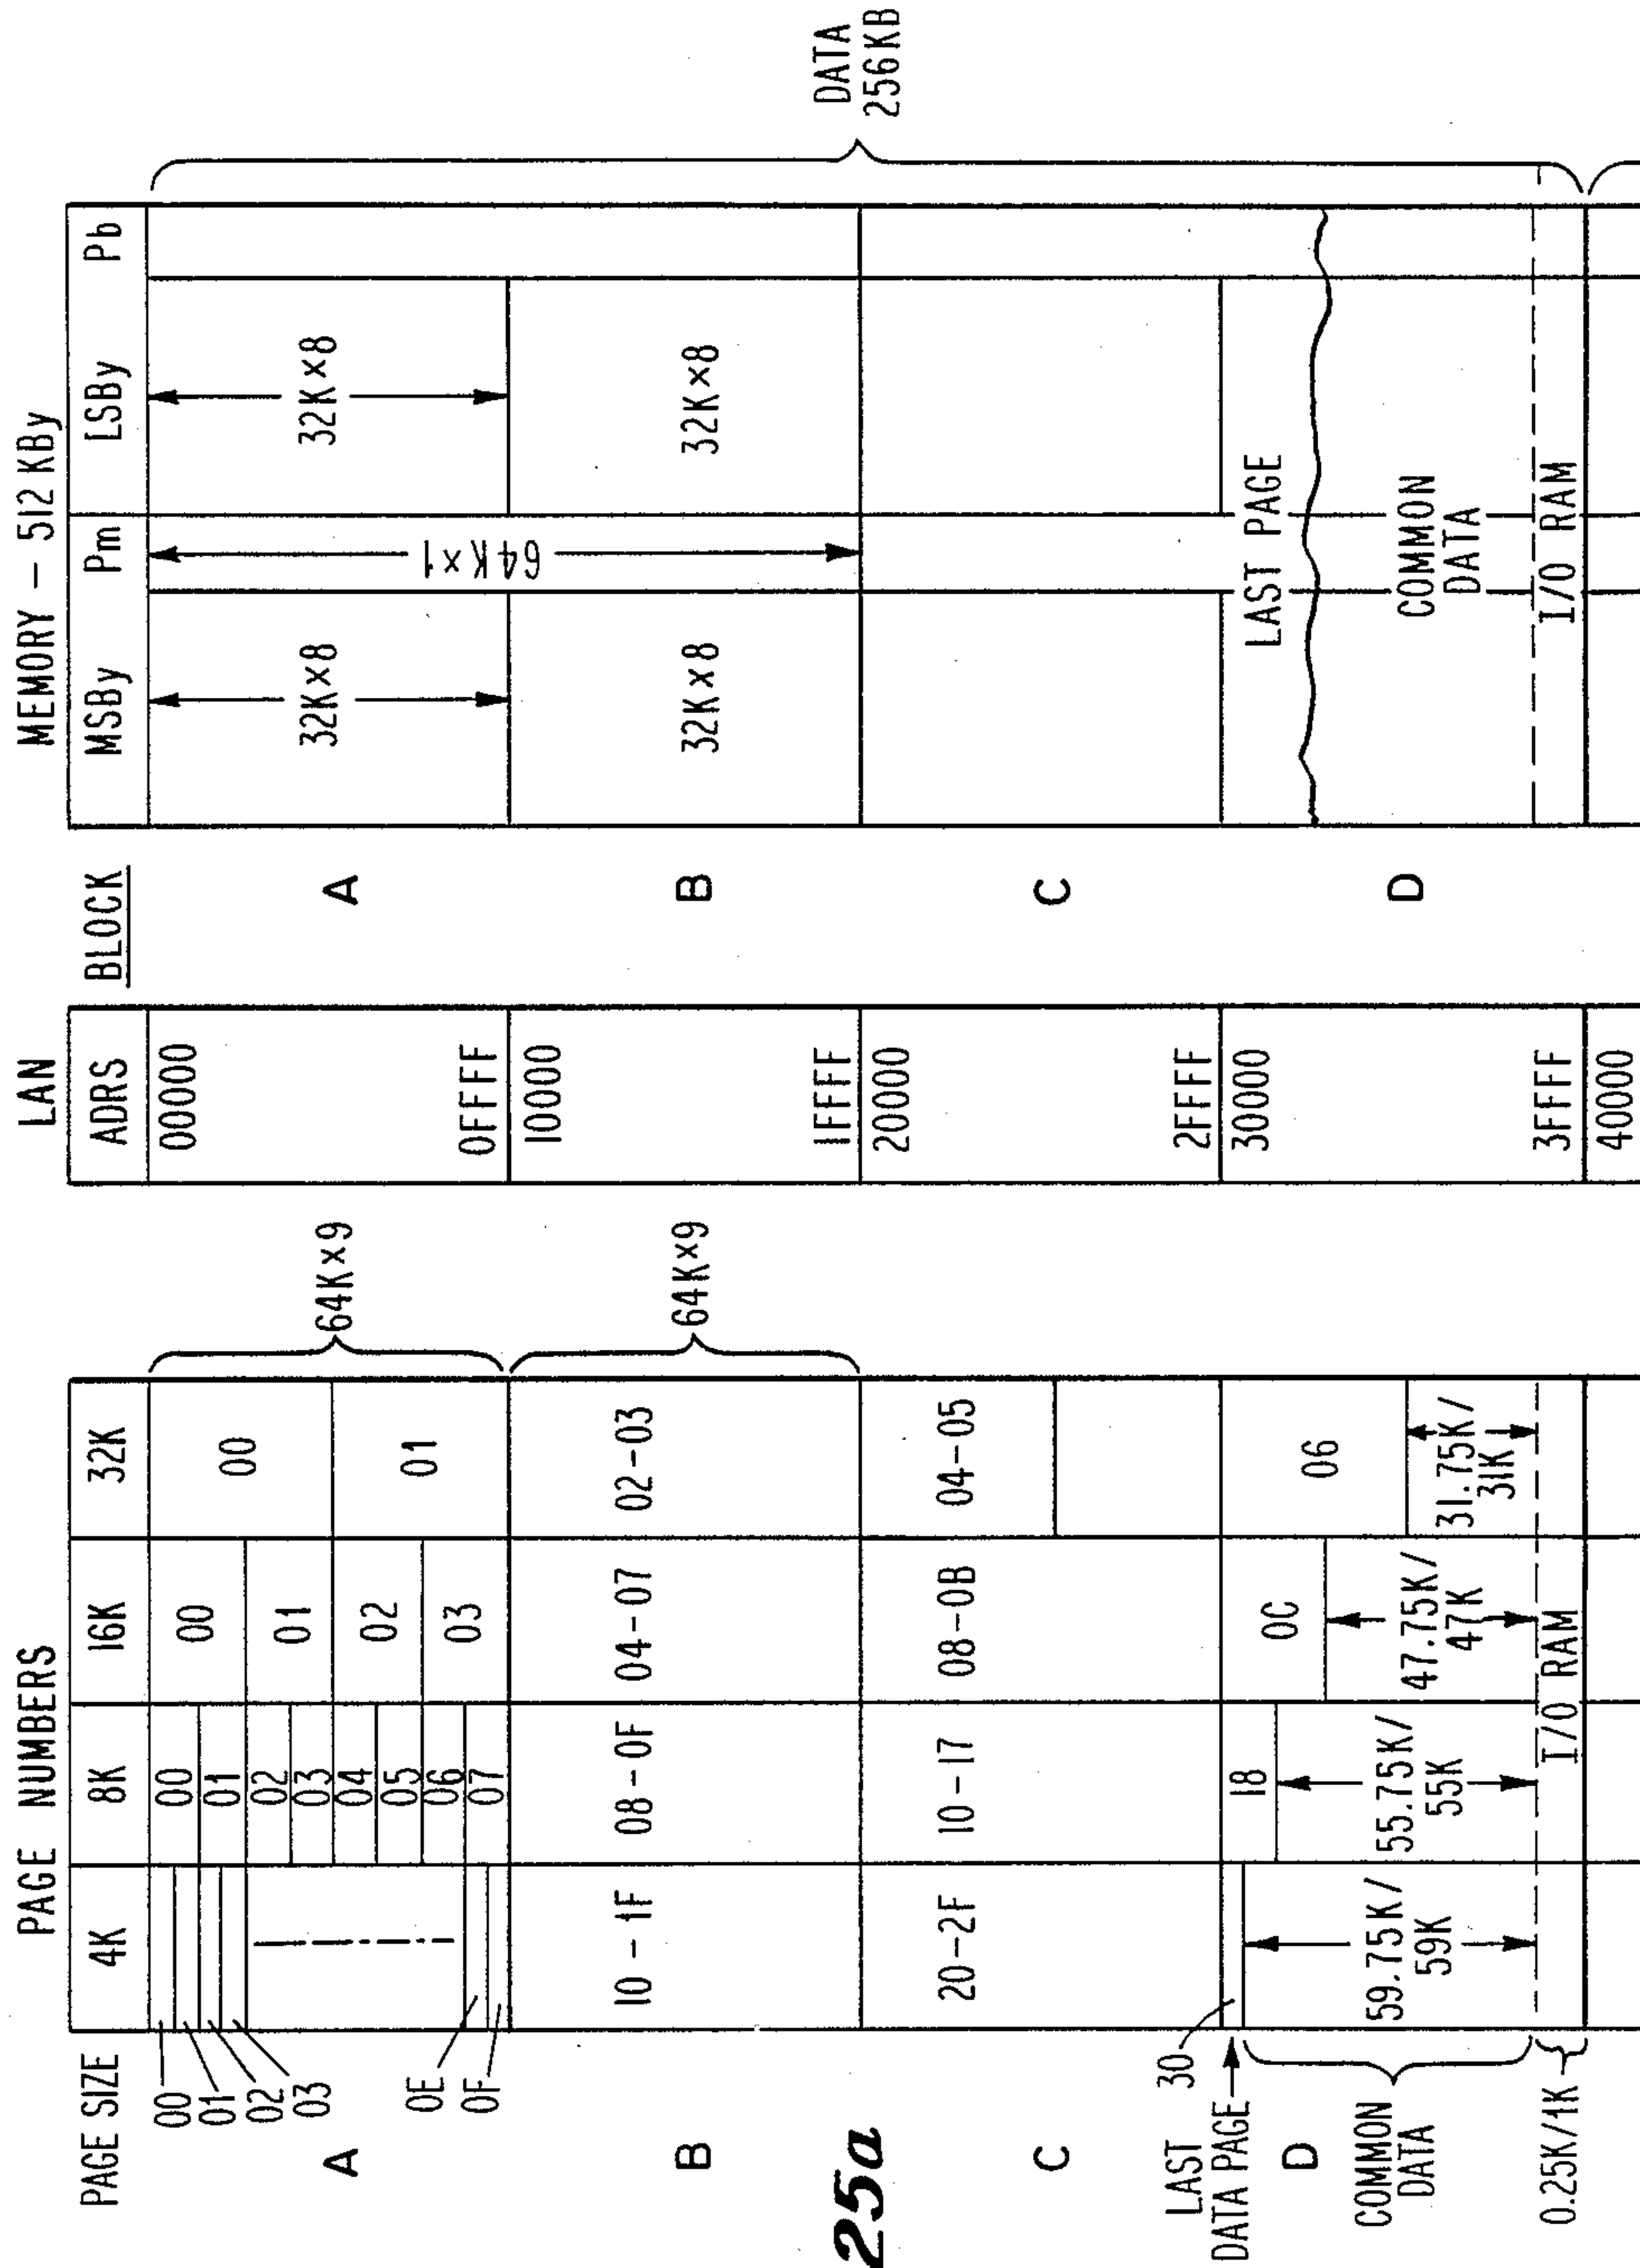 PAGE NUMBERS
LAN
MEMORY – 512 KBy
PAGE SIZE
4K
8K
16K
32K
ADRS
BLOCK
MSBy
Pm
LSBy
Pb
00
01
02
03
0E
0F
A
00
01
02
03
04
05
06
07
00
01
02
03
00
01
64K×9
00000
0FFFF
A
32K×8
64K×1
32K×8
B
10 – 1F
08 – 0F
04 – 07
02 – 03
64K×9
10000
1FFFF
B
32K×8
32K×8
DATA
256KB
25a
C
20 – 2F
10 – 17
08 – 0B
04 – 05
20000
2FFFF
C
LAST
DATA PAGE
30
18
0C
06
30000
3FFFF
D
LAST PAGE
D
COMMON
DATA
59.75K/
59K
55.75K/
55K
47.75K/
47K
31.75K/
31K
COMMON
DATA
0.25K/1K
I/O RAM
I/O RAM
40000